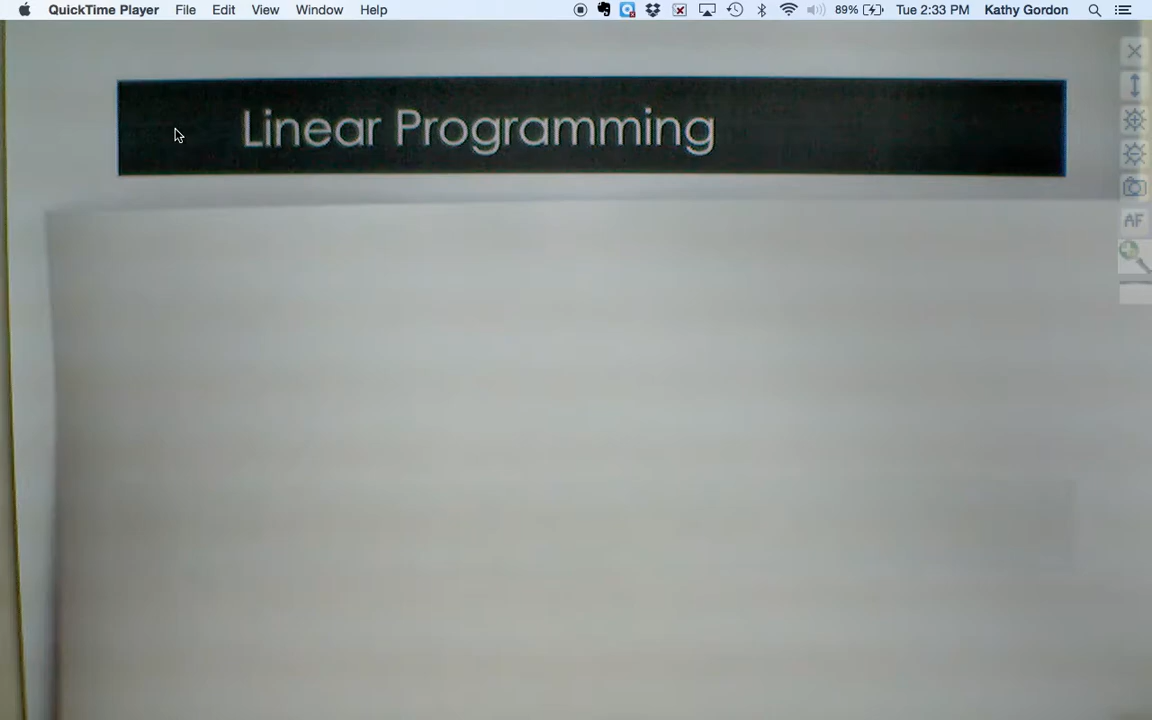 QuickTime Player File Edit View Window Help 89% Tue 2:33 PM Kathy Gordon
Linear Programming
AF